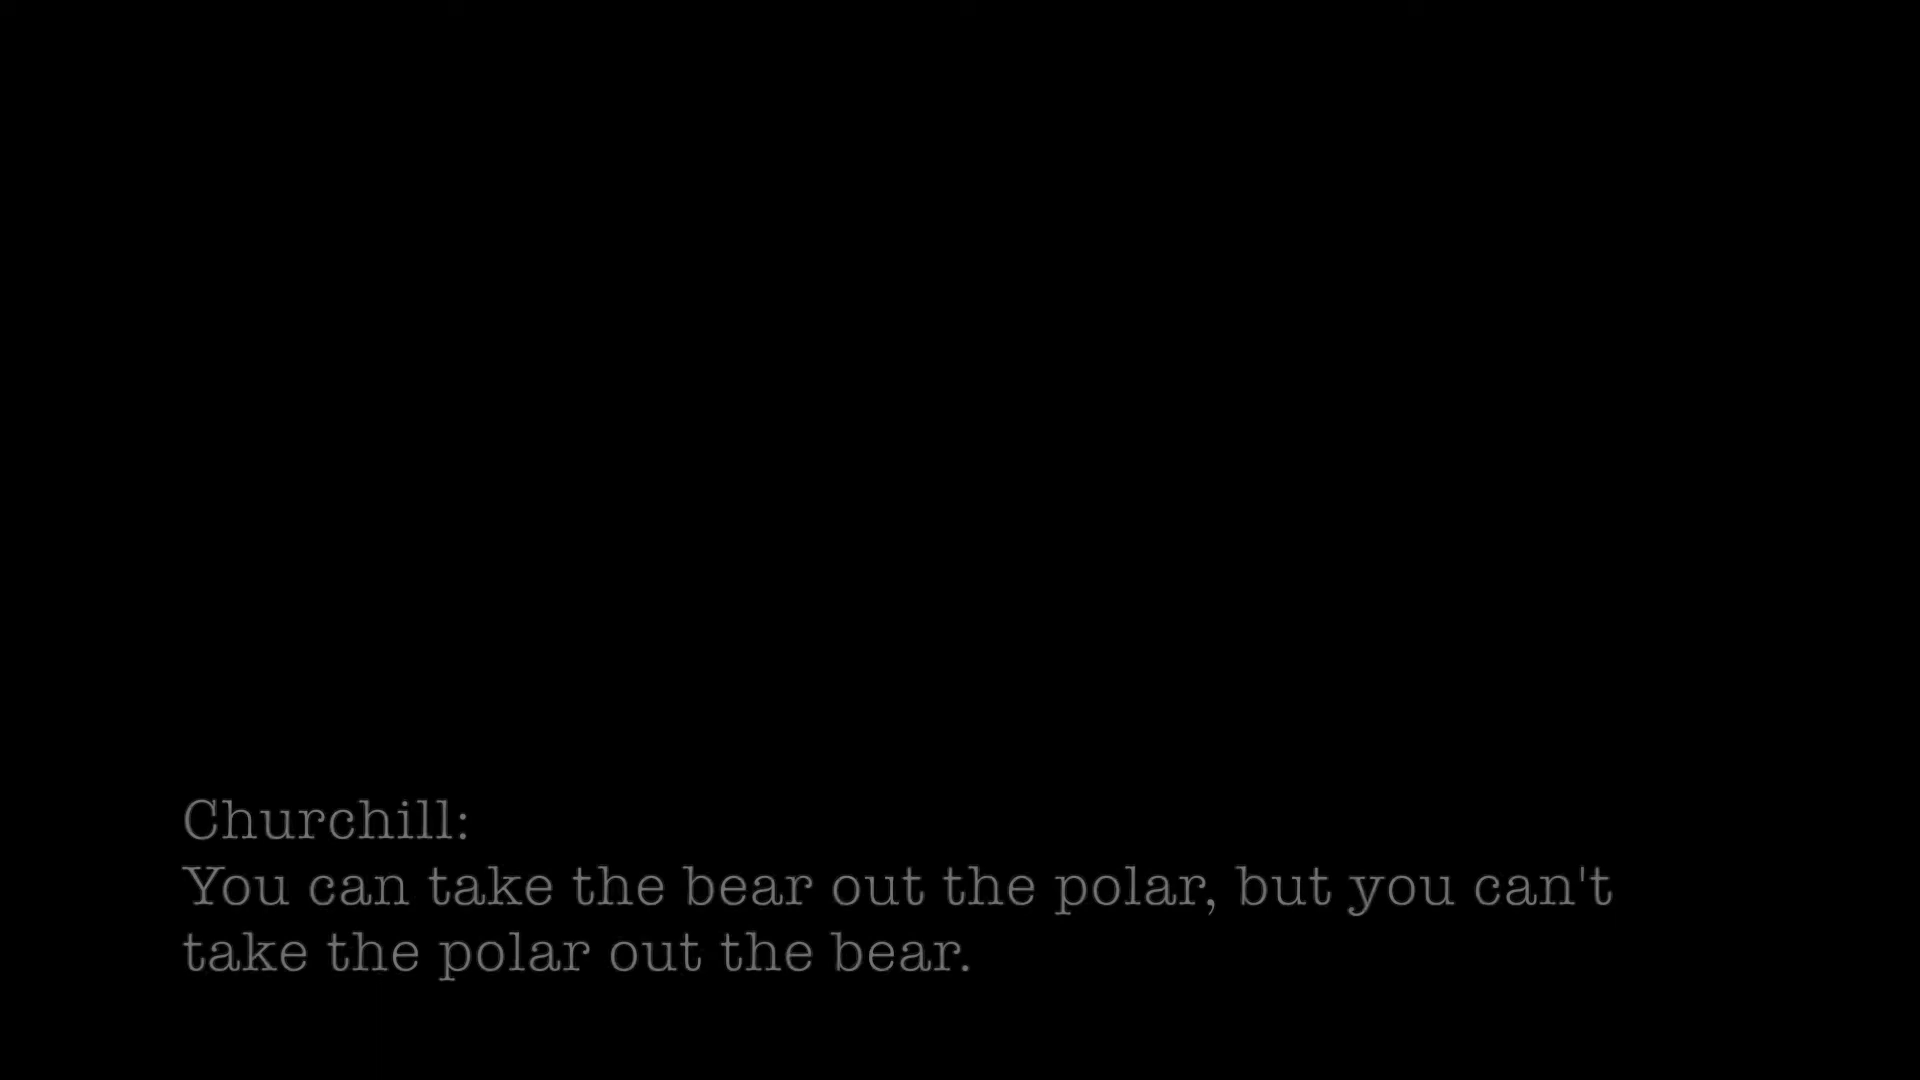 Churchill:
You can take the bear out the polar, but you can't
take the polar out the bear.